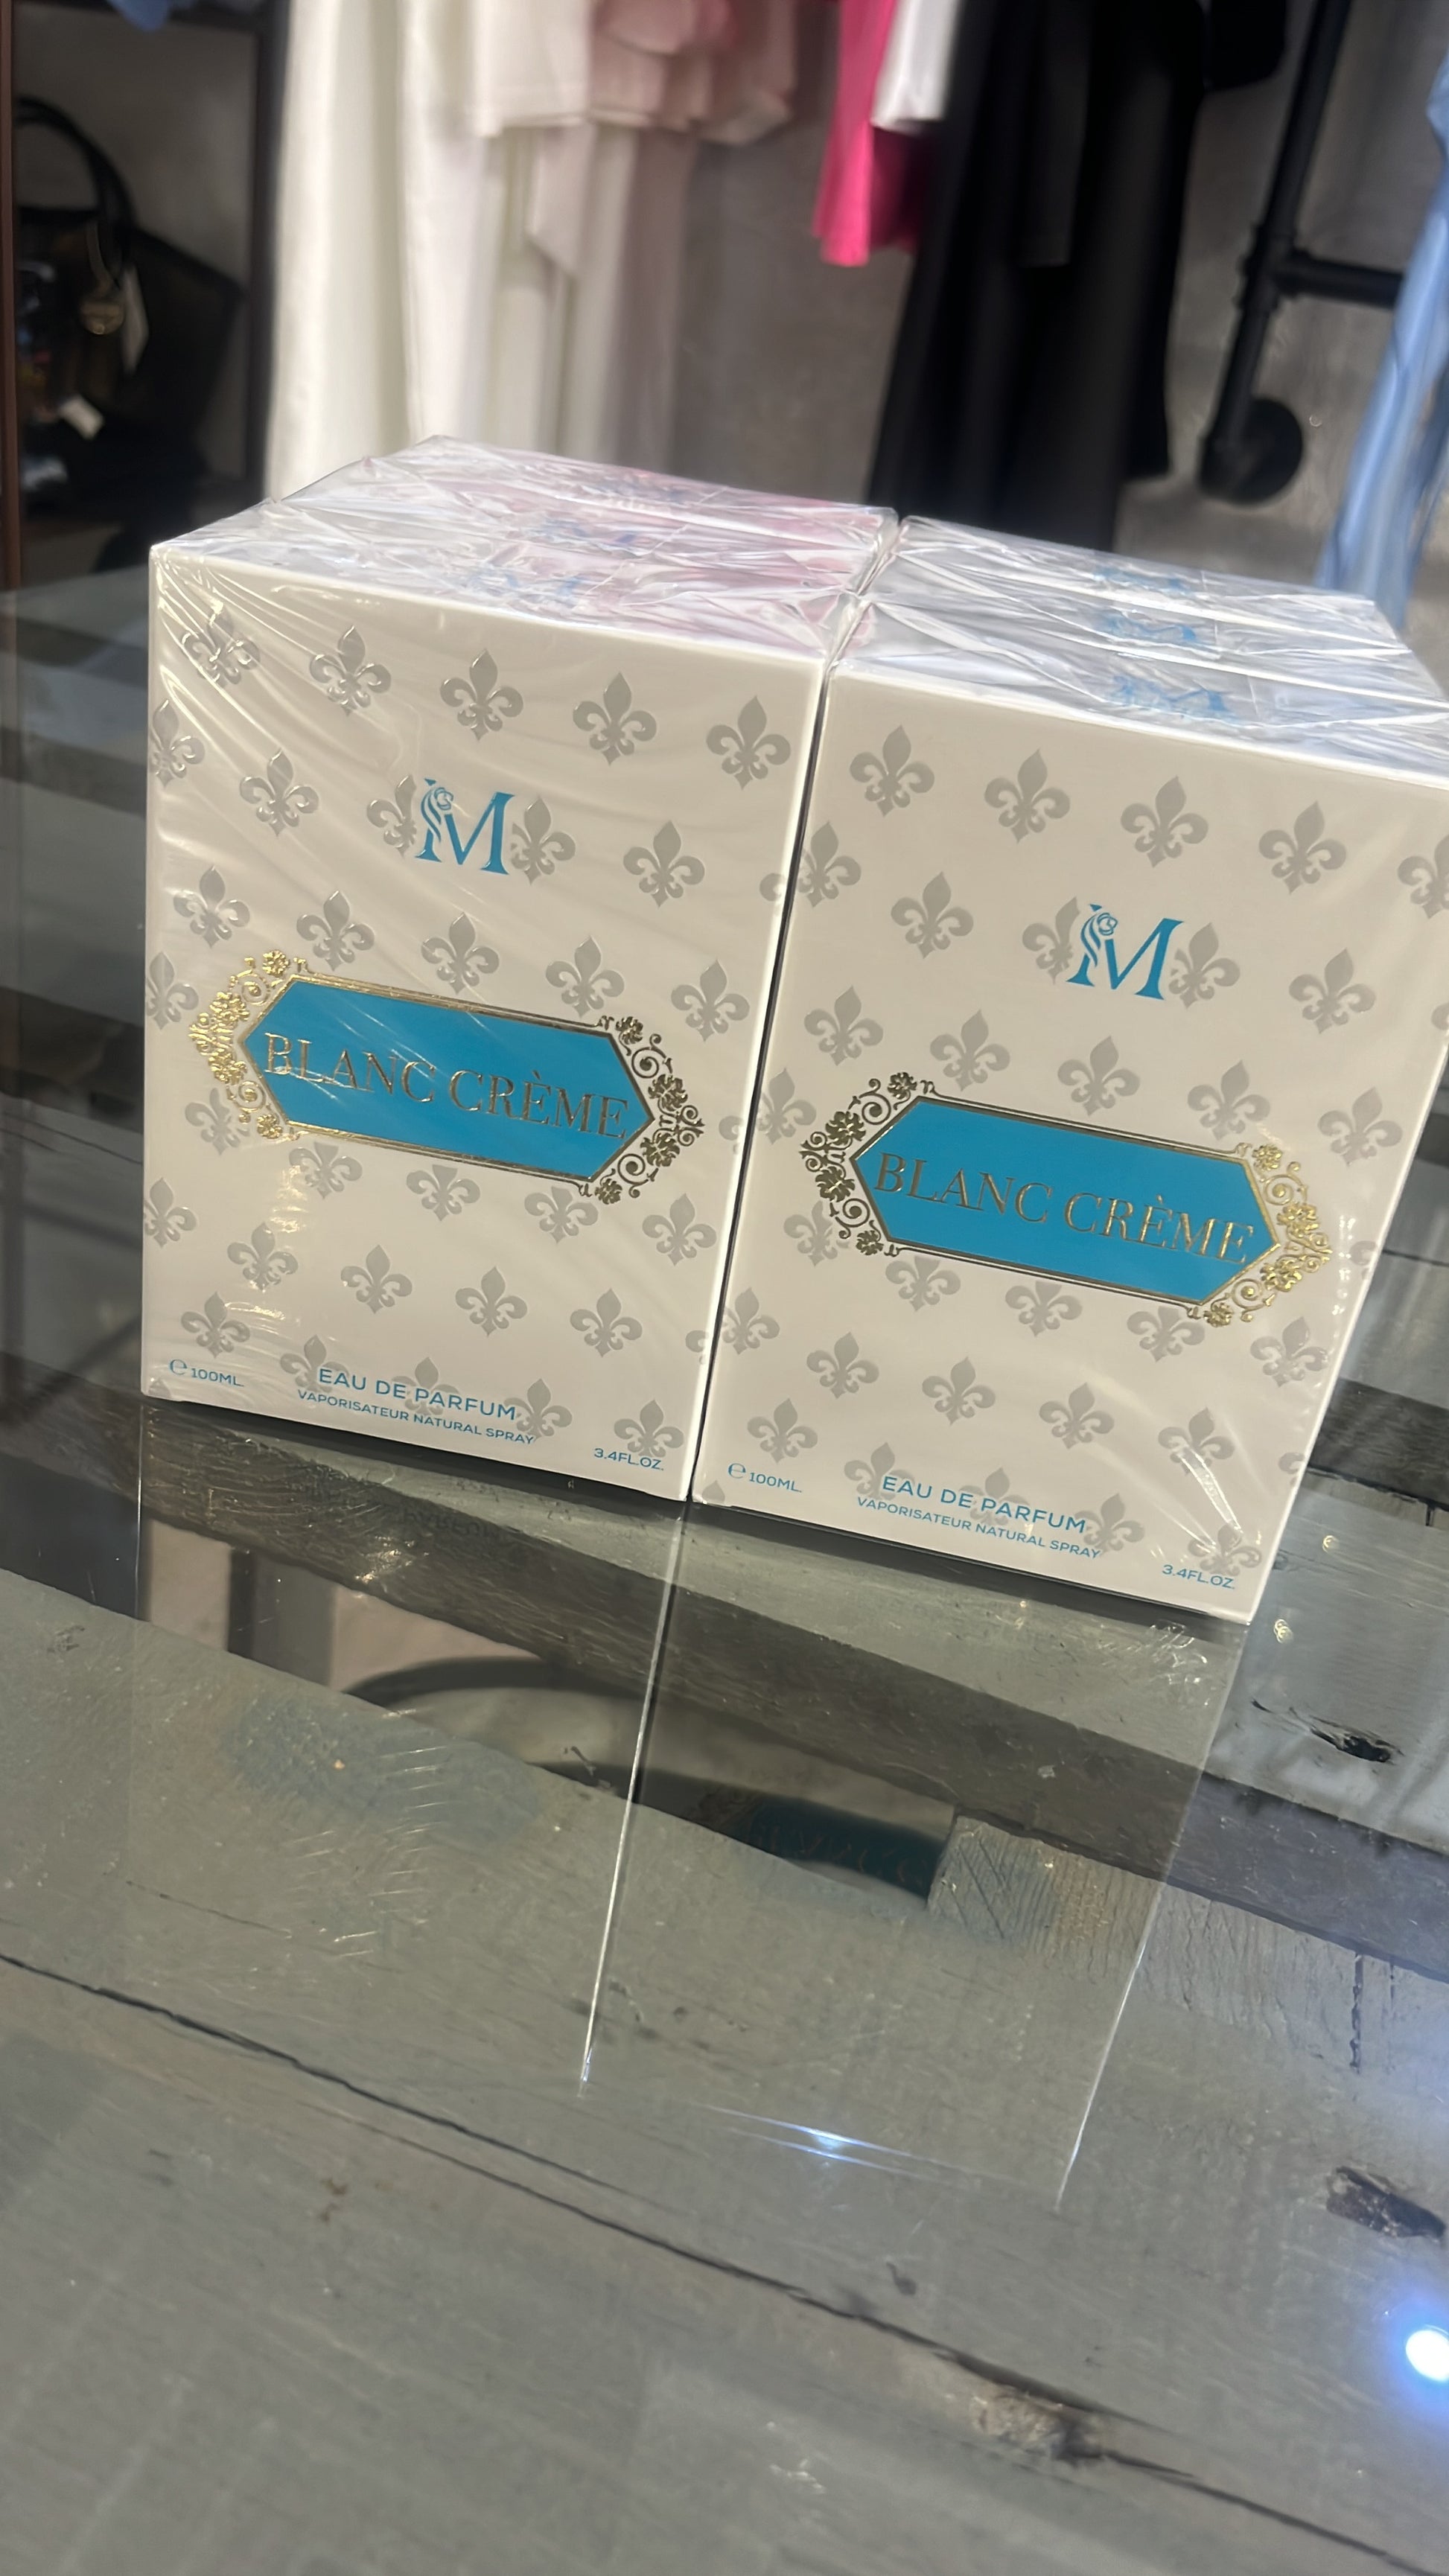 M
BLANC CRÈME
℮ 100ML
EAU DE PARFUM
VAPORISATEUR NATURAL SPRAY
3.4FL.OZ.
M
BLANC CRÈME
℮ 100ML
EAU DE PARFUM
VAPORISATEUR NATURAL SPRAY
3.4FL.OZ.